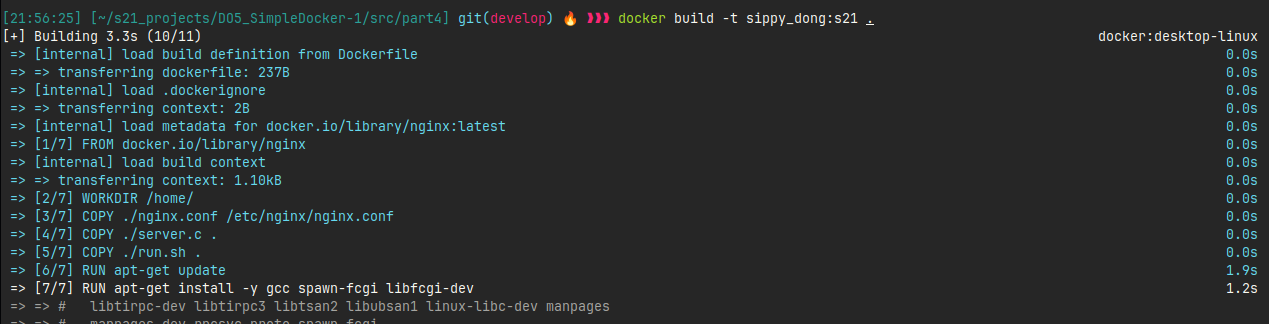 [21:56:25] [~/s21_projects/DO5_SimpleDocker-1/src/part4] git(develop) 🔥 ❱❱❱ docker build -t sippy_dong:s21 .
[+] Building 3.3s (10/11) docker:desktop-linux
=> [internal] load build definition from Dockerfile 0.0s
=> => transferring dockerfile: 237B 0.0s
=> [internal] load .dockerignore 0.0s
=> => transferring context: 2B 0.0s
=> [internal] load metadata for docker.io/library/nginx:latest 0.0s
=> [1/7] FROM docker.io/library/nginx 0.0s
=> [internal] load build context 0.0s
=> => transferring context: 1.10kB 0.0s
=> [2/7] WORKDIR /home/ 0.0s
=> [3/7] COPY ./nginx.conf /etc/nginx/nginx.conf 0.0s
=> [4/7] COPY ./server.c . 0.0s
=> [5/7] COPY ./run.sh . 0.0s
=> [6/7] RUN apt-get update 1.9s
=> [7/7] RUN apt-get install -y gcc spawn-fcgi libfcgi-dev 1.2s
=> => # libtirpc-dev libtirpc3 libtsan2 libubsan1 linux-libc-dev manpages
=> => # manpages-dev rpcsvc-proto spawn-fcgi